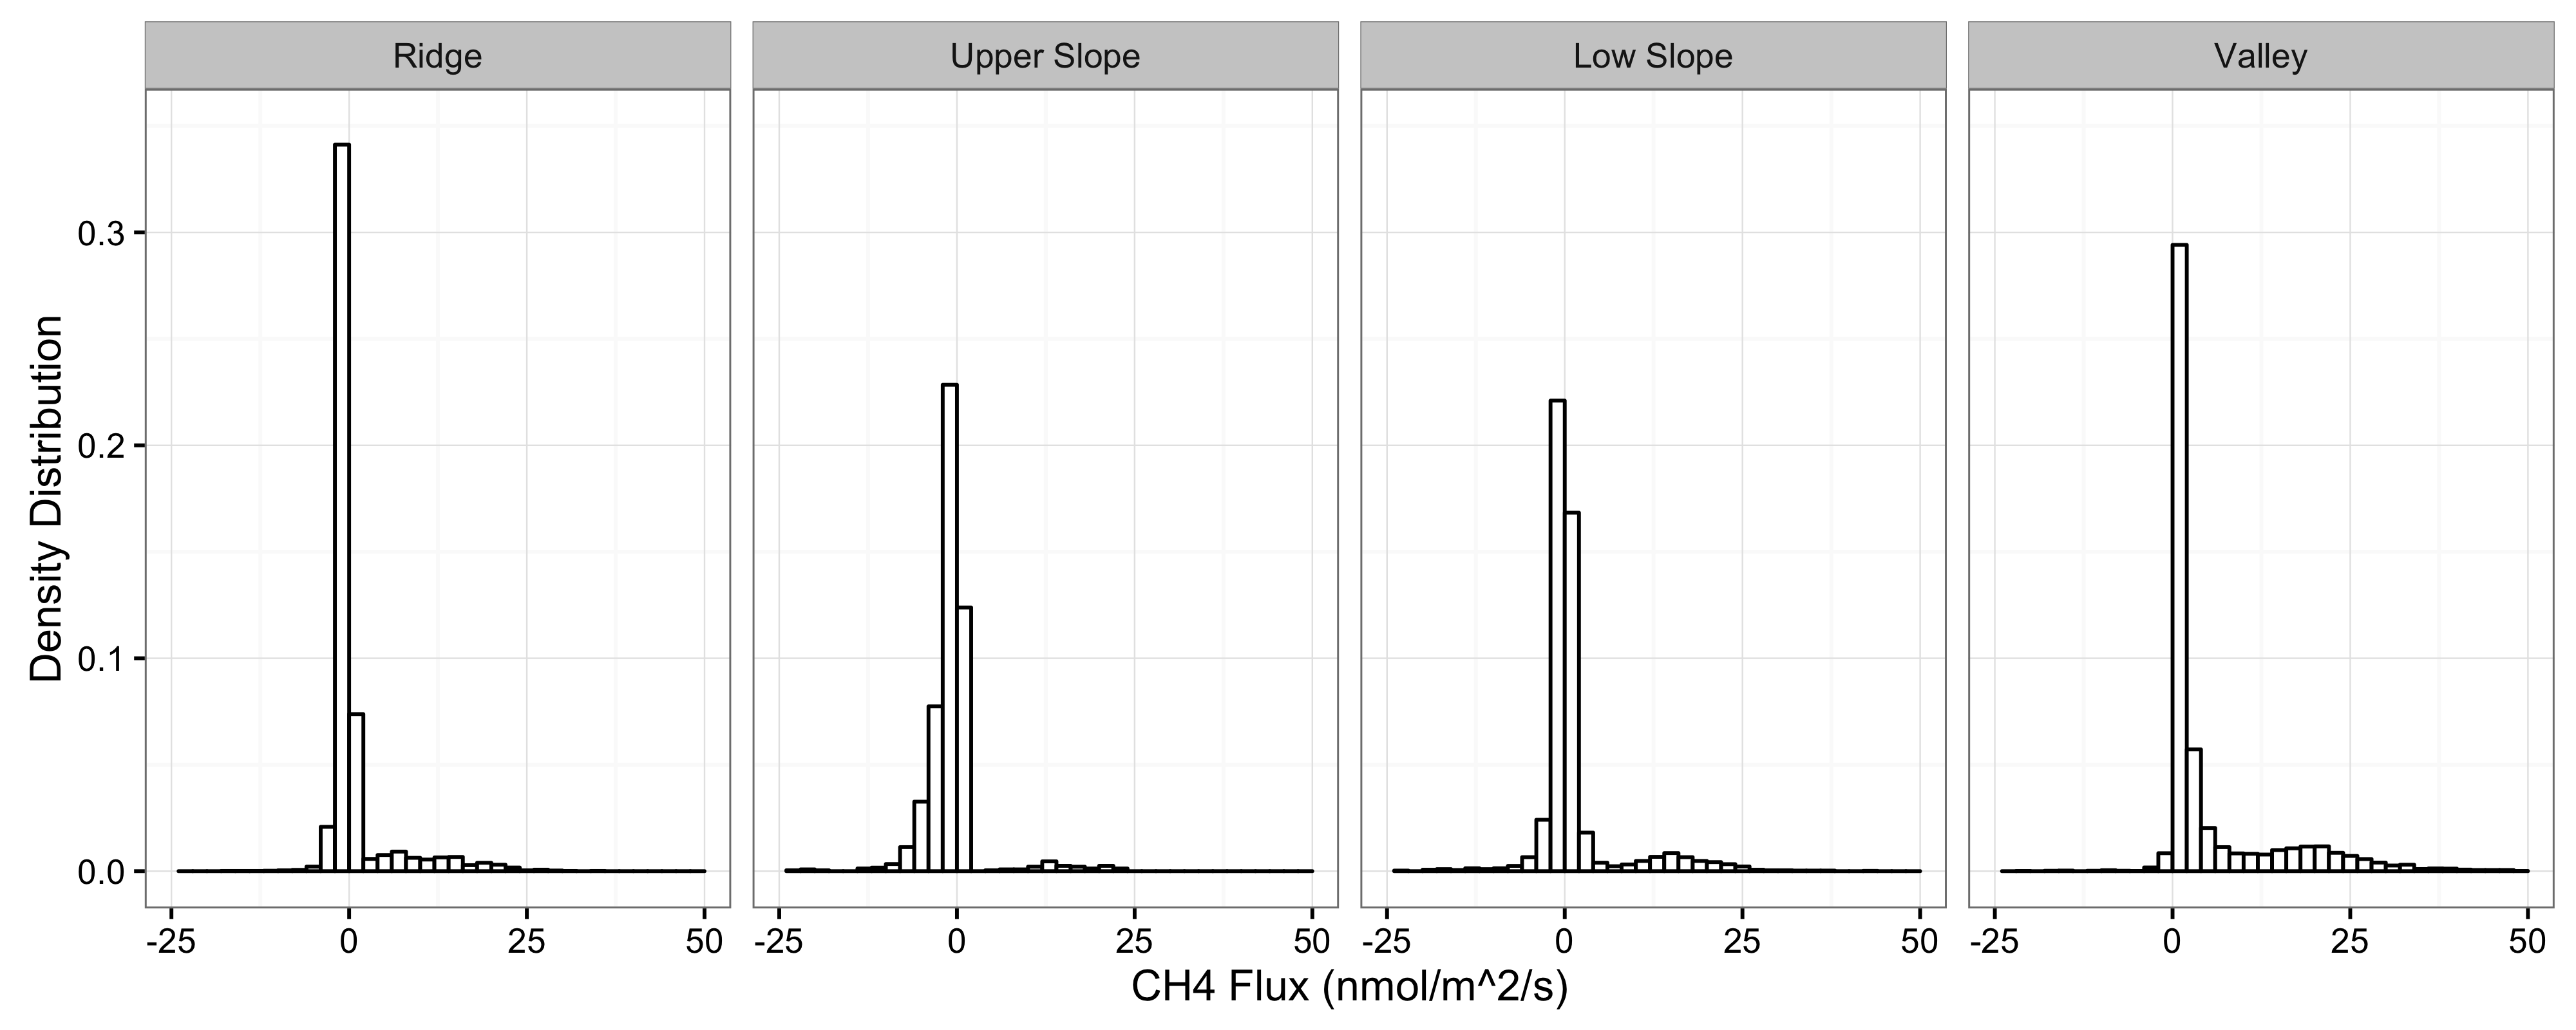 Ridge Upper Slope Low Slope Valley
Density Distribution
0.3
0.2
0.1
0.0
-25 0 25 50 -25 0 25 50 -25 0 25 50 -25 0 25 50
CH4 Flux (nmol/m^2/s)